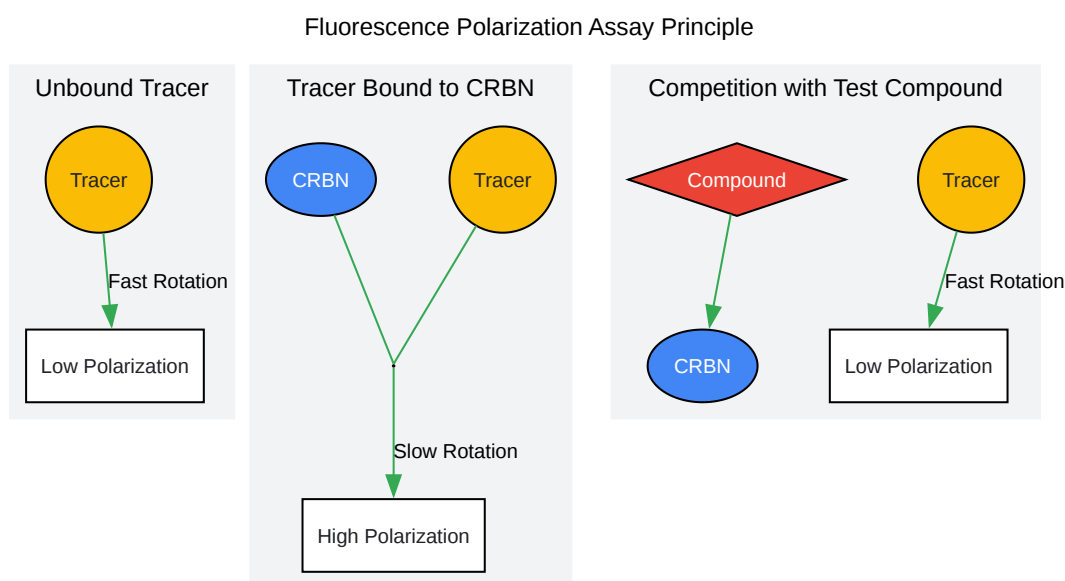 Fluorescence Polarization Assay Principle
Unbound Tracer
Tracer
Fast Rotation
Low Polarization
Tracer Bound to CRBN
CRBN
Tracer
Slow Rotation
High Polarization
Competition with Test Compound
Compound
Tracer
Fast Rotation
CRBN
Low Polarization